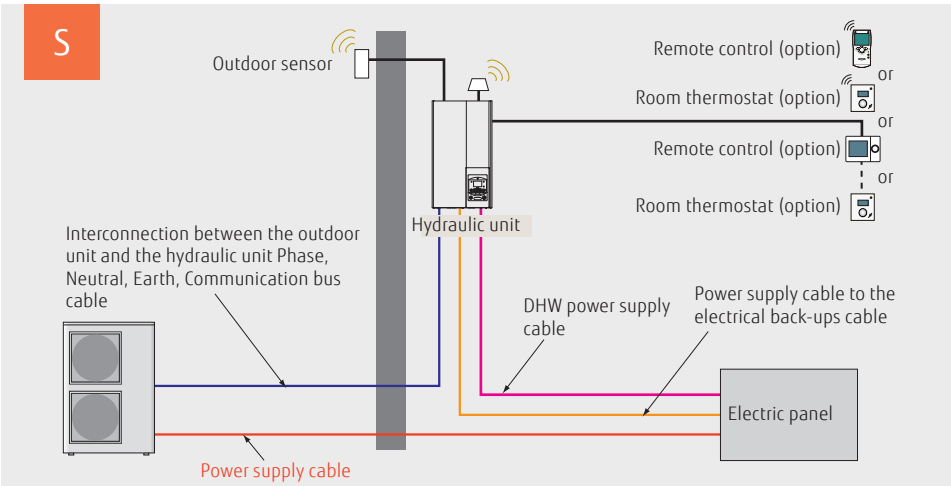 S
Outdoor sensor
Remote control (option)
or
Room thermostat (option)
or
Remote control (option)
or
Room thermostat (option)
Hydraulic unit
Interconnection between the outdoor
unit and the hydraulic unit Phase,
Neutral, Earth, Communication bus
cable
DHW power supply
cable
Power supply cable to the
electrical back-ups cable
Electric panel
Power supply cable